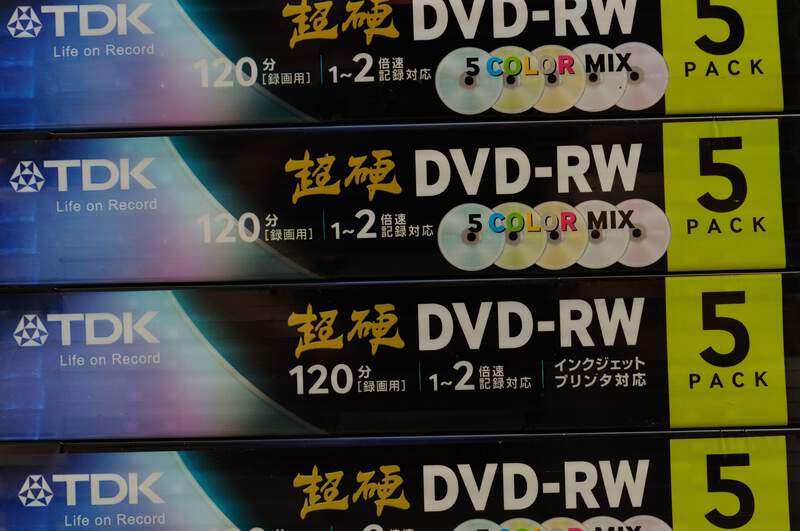 TDK
Life on Record
超硬 DVD-RW
120分[録画用] 1~2倍速記録対応 5 COLOR MIX
5 PACK
TDK
Life on Record
超硬 DVD-RW
120分[録画用] 1~2倍速記録対応 5 COLOR MIX
5 PACK
TDK
Life on Record
超硬 DVD-RW
120分[録画用] 1~2倍速記録対応 インクジェットプリンタ対応
5 PACK
TDK
Life on Record
超硬 DVD-RW
5